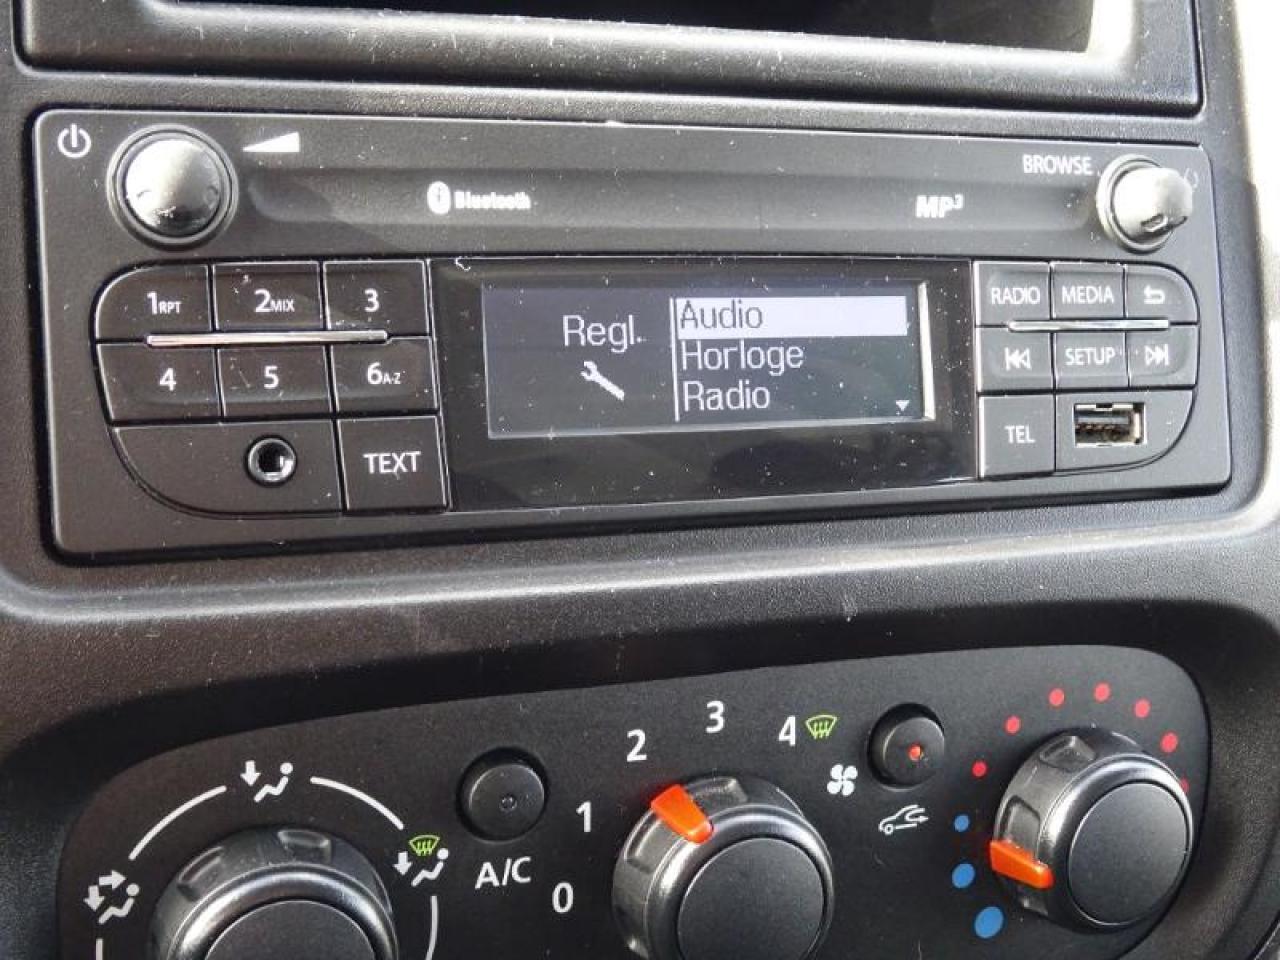 BROWSE
Bluetooth
MP3
1RPT 2MIX 3
4 5 6A-Z
TEXT
Regl.
Audio
Horloge
Radio
RADIO MEDIA
SETUP
TEL
0 1 2 3 4
A/C